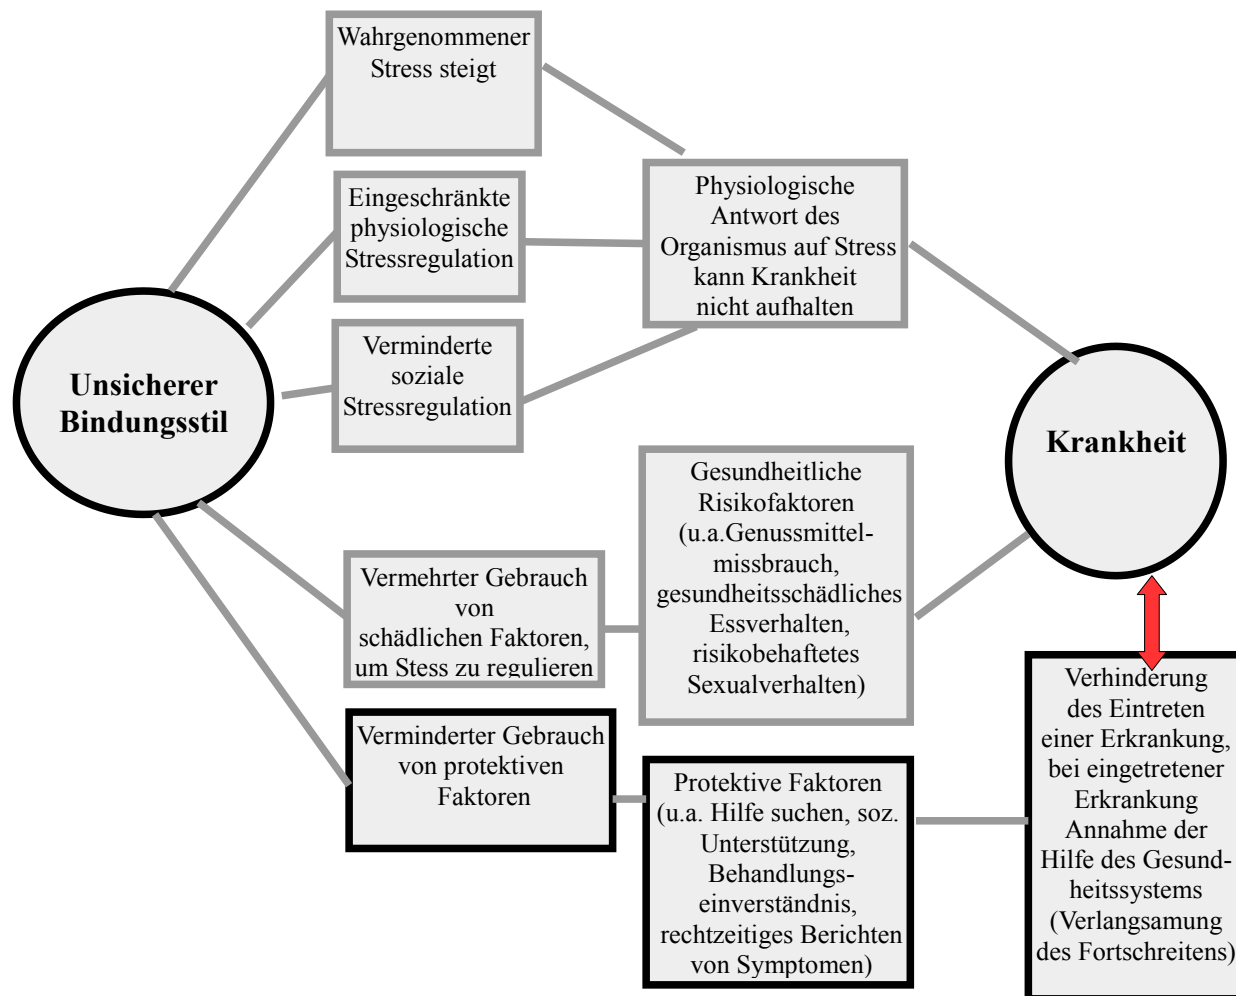 Wahrgenommener
Stress steigt
Eingeschränkte
physiologische
Stressregulation
Verminderte
soziale
Stressregulation
Physiologische
Antwort des
Organismus auf Stress
kann Krankheit
nicht aufhalten
Unsicherer
Bindungsstil
Krankheit
Vermehrter Gebrauch
von
schädlichen Faktoren,
um Stess zu regulieren
Gesundheitliche
Risikofaktoren
(u.a.Genussmittel-
missbrauch,
gesundheitsschädliches
Essverhalten,
risikobehaftetes
Sexualverhalten)
Verminderter Gebrauch
von protektiven
Faktoren
Protektive Faktoren
(u.a. Hilfe suchen, soz.
Unterstützung,
Behandlungs-
einverständnis,
rechtzeitiges Berichten
von Symptomen)
Verhinderung
des Eintreten
einer Erkrankung,
bei eingetretener
Erkrankung
Annahme der
Hilfe des Gesund-
heitssystems
(Verlangsamung
des Fortschreitens)